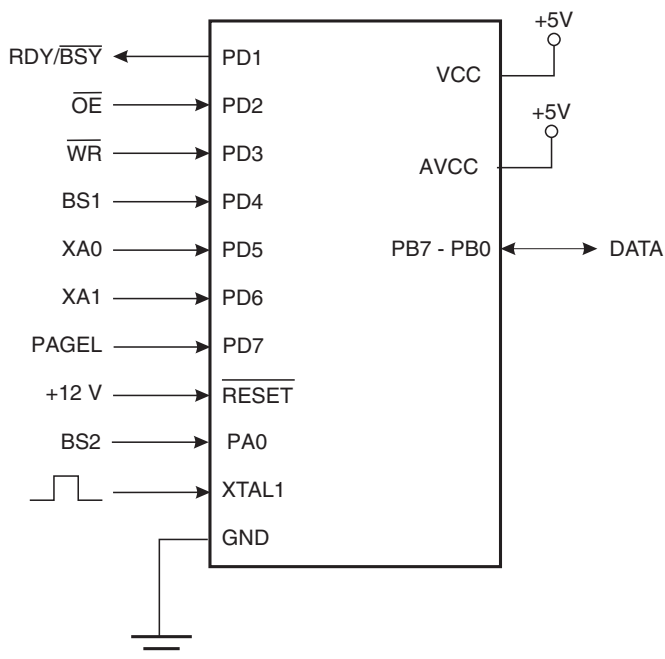 +5V
RDY/BSY PD1
VCC
OE PD2
+5V
WR PD3
AVCC
BS1 PD4
XA0 PD5 PB7 - PB0 DATA
XA1 PD6
PAGEL PD7
+12 V RESET
BS2 PA0
XTAL1
GND